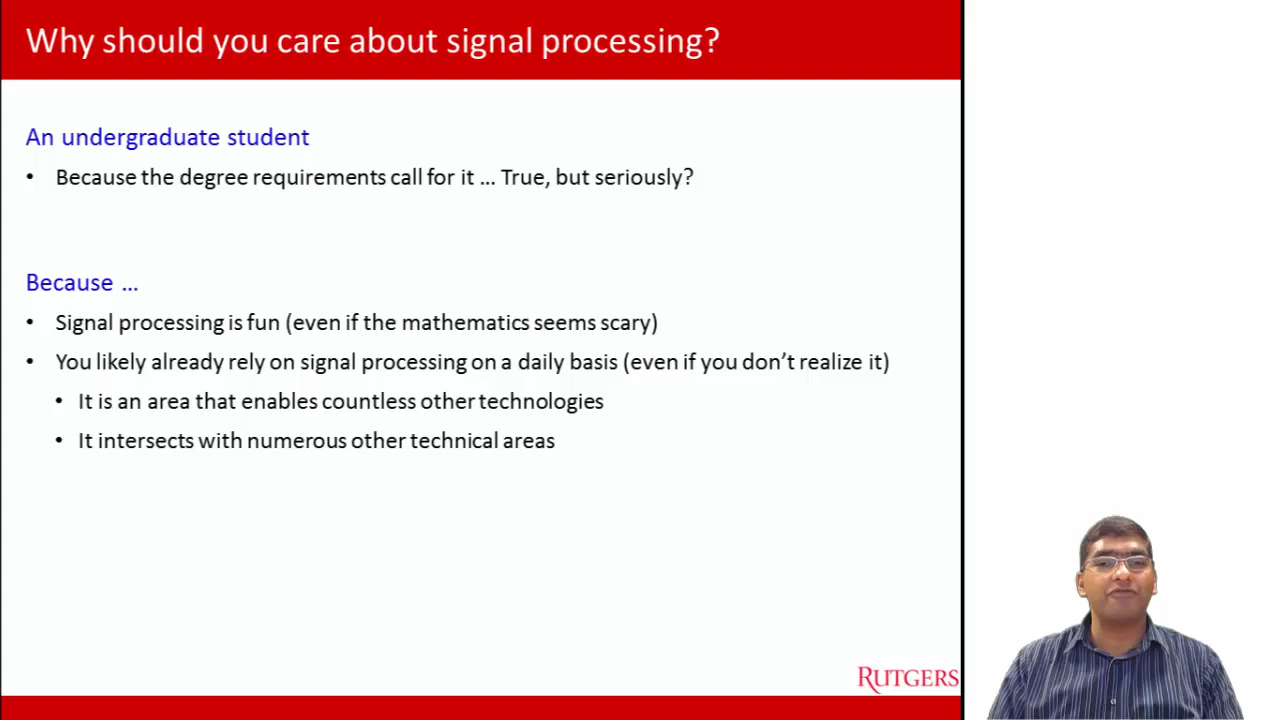 Why should you care about signal processing?
An undergraduate student
• Because the degree requirements call for it … True, but seriously?
Because …
• Signal processing is fun (even if the mathematics seems scary)
• You likely already rely on signal processing on a daily basis (even if you don’t realize it)
• It is an area that enables countless other technologies
• It intersects with numerous other technical areas
RUTGERS